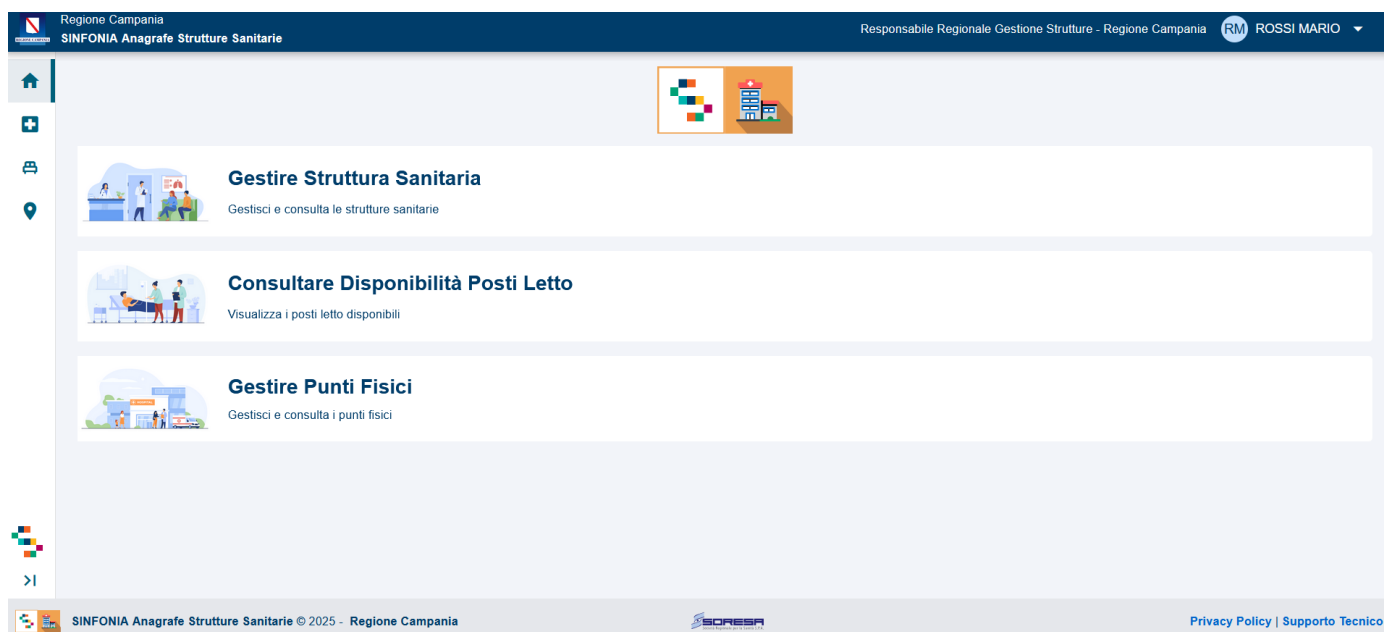 Regione Campania
SINFONIA Anagrafe Strutture Sanitarie
Responsabile Regionale Gestione Strutture - Regione Campania
RM
ROSSI MARIO
Gestire Struttura Sanitaria
Gestisci e consulta le strutture sanitarie
Consultare Disponibilità Posti Letto
Visualizza i posti letto disponibili
Gestire Punti Fisici
Gestisci e consulta i punti fisici
SINFONIA Anagrafe Strutture Sanitarie © 2025 - Regione Campania
SORESA
Privacy Policy | Supporto Tecnico